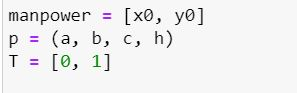 manpower = [x0, y0]
p = (a, b, c, h)
T = [0, 1]